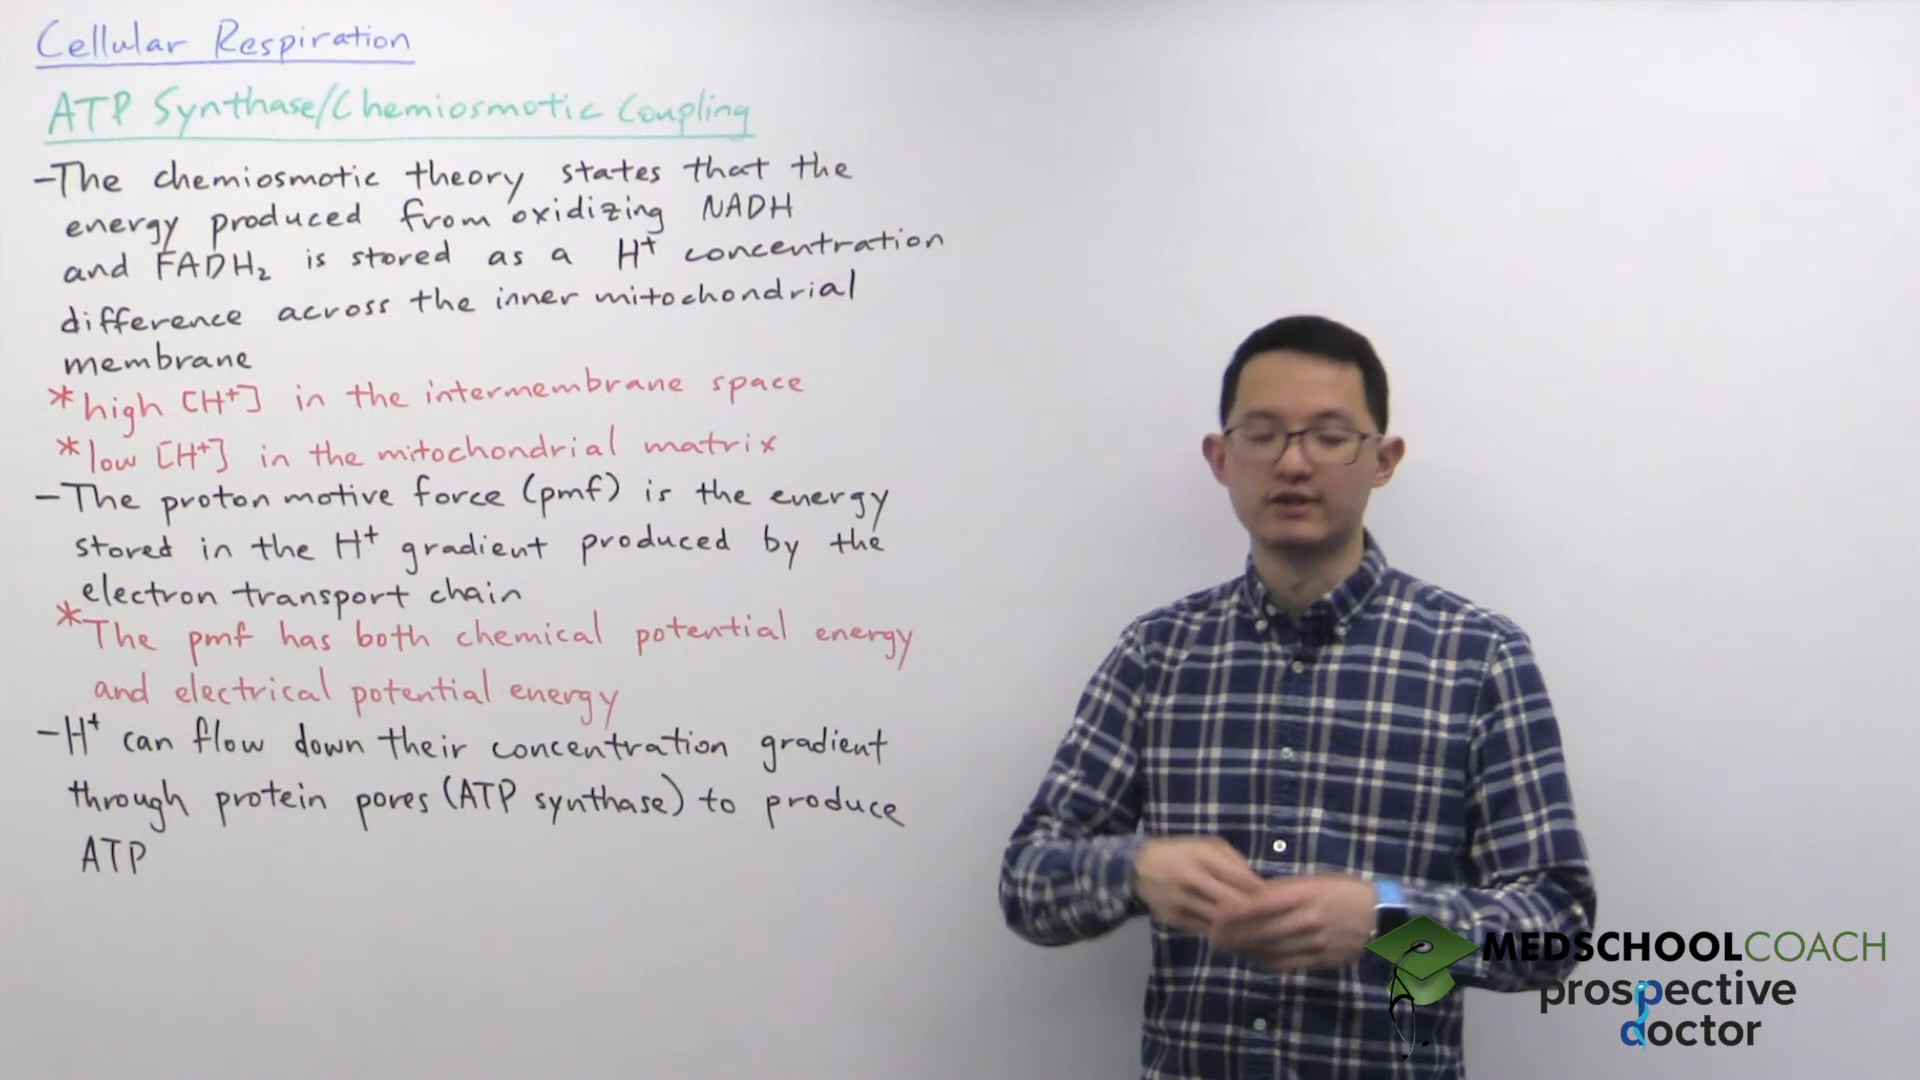 Cellular Respiration
ATP Synthase/Chemiosmotic Coupling
-The chemiosmotic theory states that the
energy produced from oxidizing NADH
and FADH₂ is stored as a H⁺ concentration
difference across the inner mitochondrial
membrane
*high [H⁺] in the intermembrane space
*low [H⁺] in the mitochondrial matrix
-The proton motive force (pmf) is the energy
stored in the H⁺ gradient produced by the
electron transport chain
*The pmf has both chemical potential energy
and electrical potential energy
-H⁺ can flow down their concentration gradient
through protein pores (ATP synthase) to produce
ATP
MEDSCHOOLCOACH
prospective
doctor